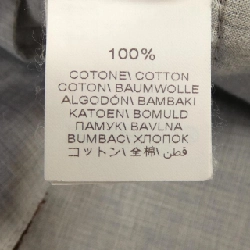 100%
COTONE\ COTTON
COTON\ BAUMWOLLE
ALGODÓN\ BAMBAKI
KATOEN\ BOMULD
ПАМУК\ BAVLNA
BUMBAC\ ХЛОПОК
コットン\ 全棉\ قطن